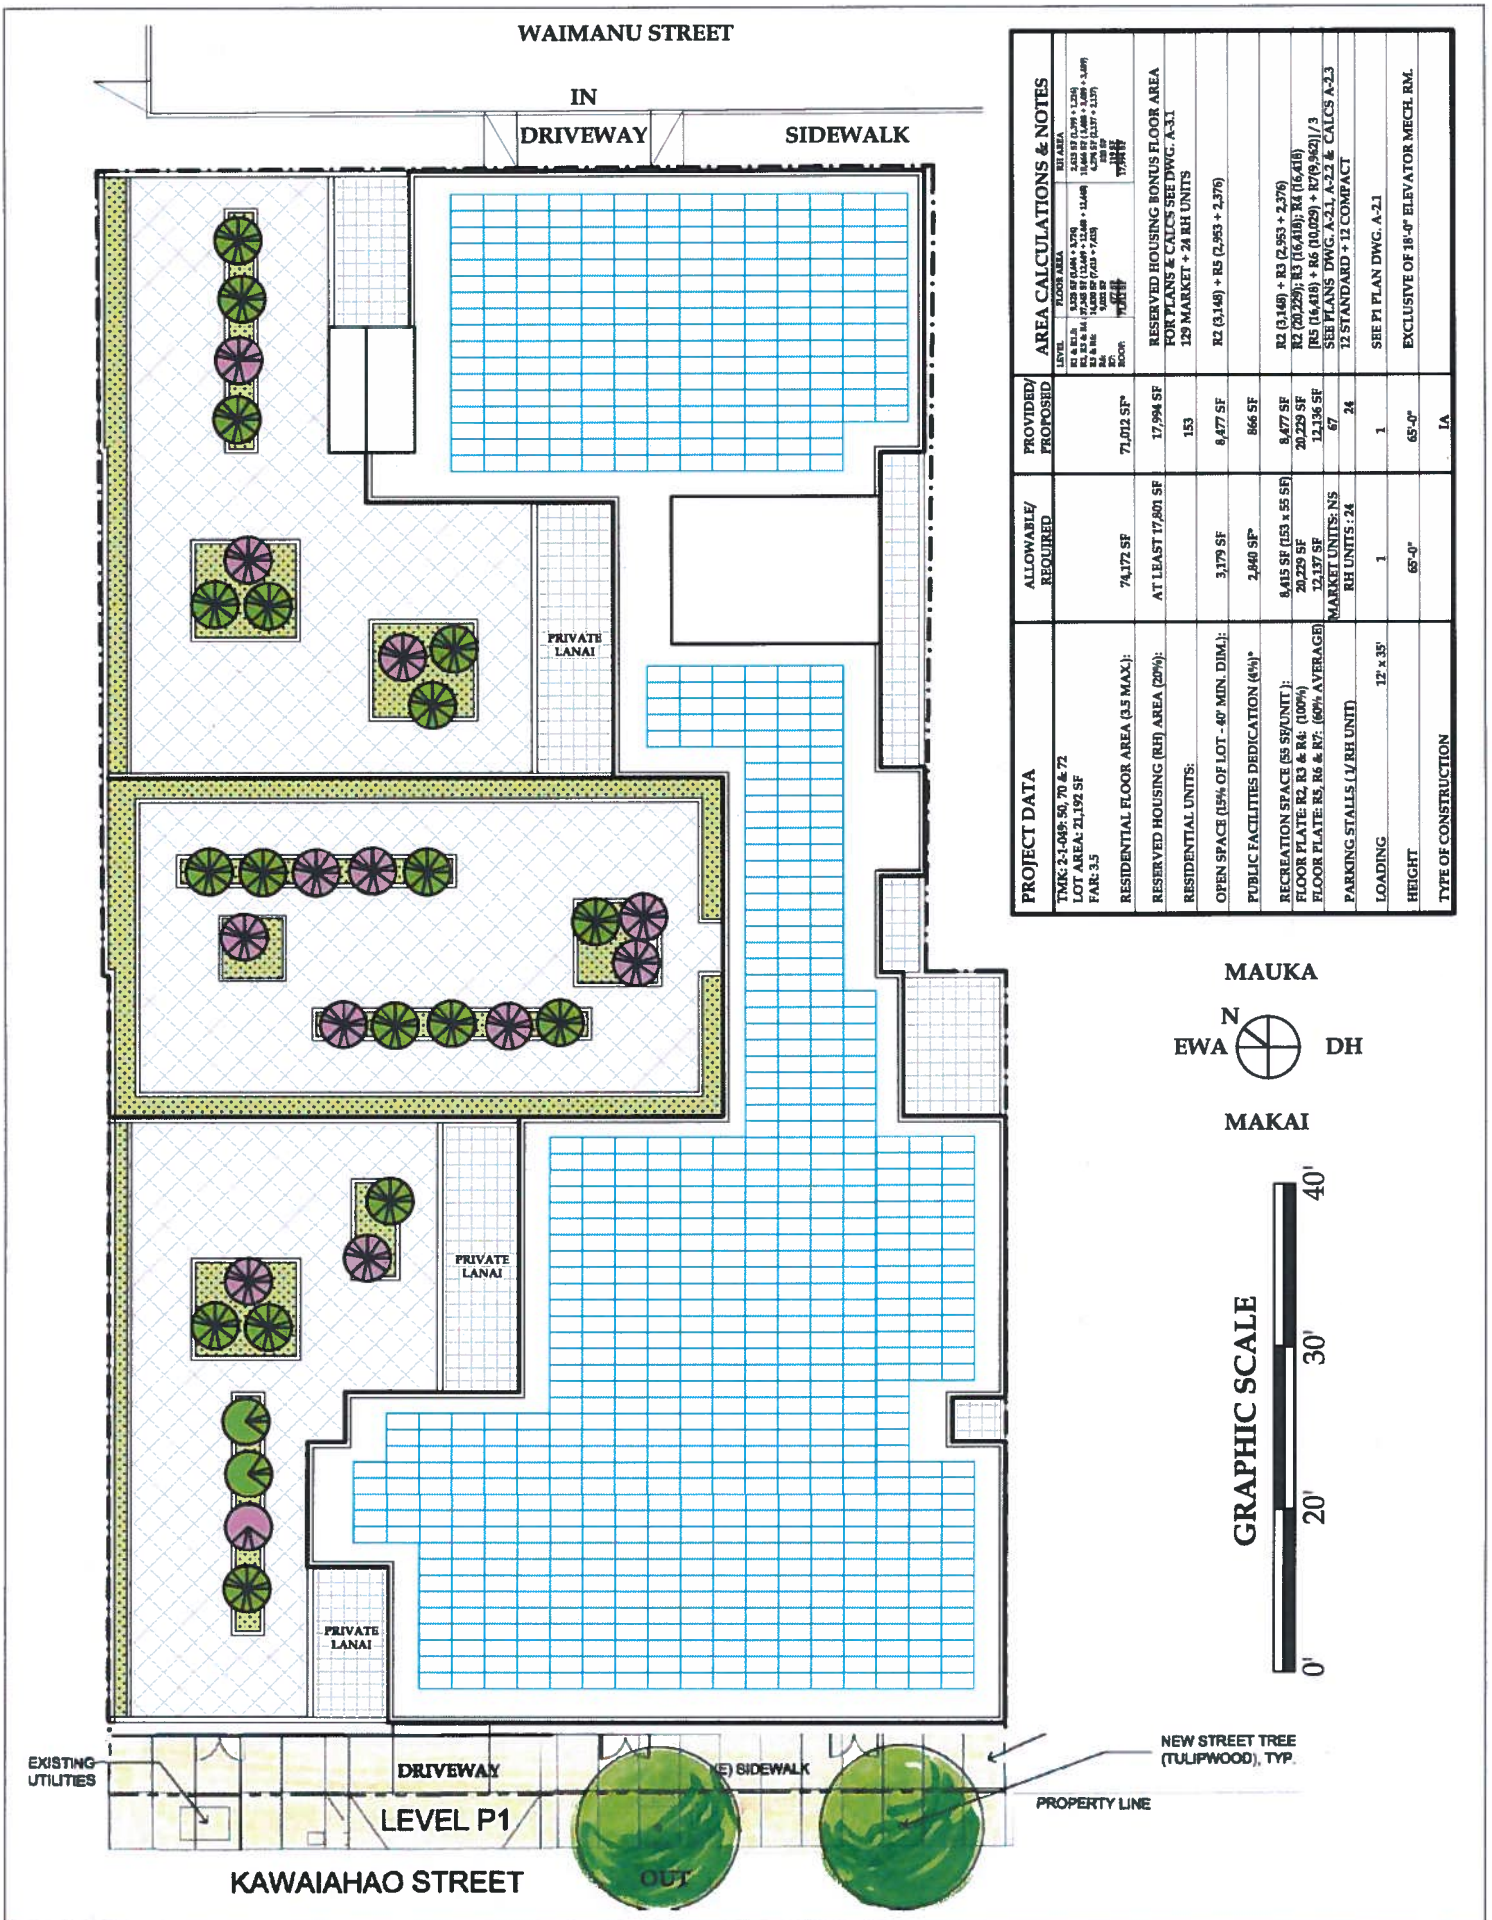 WAIMANU STREET
IN
DRIVEWAY
SIDEWALK
PRIVATE
LANAI
PRIVATE
LANAI
PRIVATE
LANAI
EXISTING
UTILITIES
DRIVEWAY
(E) SIDEWALK
LEVEL P1
KAWAIAHAO STREET
OUT
NEW STREET TREE
(TULIPWOOD), TYP.
PROPERTY LINE
PROJECT DATA ALLOWABLE/ REQUIRED PROVIDED/ PROPOSED AREA CALCULATIONS & NOTES
TMK: 2-1-049: 50, 70 & 72
LOT AREA: 21,192 SF
FAR: 3.5
LEVEL FLOOR AREA RH AREA
RESIDENTIAL FLOOR AREA (3.5 MAX.): 74,172 SF 71,012 SF*
RESERVED HOUSING (RH) AREA (20%): AT LEAST 17,801 SF 17,994 SF RESERVED HOUSING BONUS FLOOR AREA
FOR PLANS & CALCS SEE DWG. A-3.1
RESIDENTIAL UNITS: 153 129 MARKET + 24 RH UNITS
OPEN SPACE (15% OF LOT - 40' MIN. DIM.): 3,179 SF 8,477 SF R2 (3,148) + R5 (2,953 + 2,376)
PUBLIC FACILITIES DEDICATION (4%)* 2,840 SF* 866 SF
RECREATION SPACE (55 SF/UNIT): 8,415 SF (153 x 55 SF) 8,477 SF R2 (3,148) + R3 (2,953 + 2,376)
FLOOR PLATE: R2, R3 & R4: (100%) 20,229 SF 20,229 SF R2 (20,229); R3 (16,418); R4 (16,418)
FLOOR PLATE: R5, R6 & R7: (60% AVERAGE) 12,137 SF 12,136 SF [R5 (16,418) + R6 (10,029) + R7(9,962)] / 3
MARKET UNITS: NS 67 SEE PLANS DWG. A-2.1, A-2.2 & CALCS A-2.3
PARKING STALLS (1/ RH UNIT) RH UNITS : 24 24 12 STANDARD + 12 COMPACT
LOADING 12' x 35' 1 1 SEE P1 PLAN DWG. A-2.1
HEIGHT 65'-0" 65'-0" EXCLUSIVE OF 18'-0" ELEVATOR MECH. RM.
TYPE OF CONSTRUCTION IA
MAUKA
N
EWA
DH
MAKAI
GRAPHIC SCALE
0' 20' 30' 40'